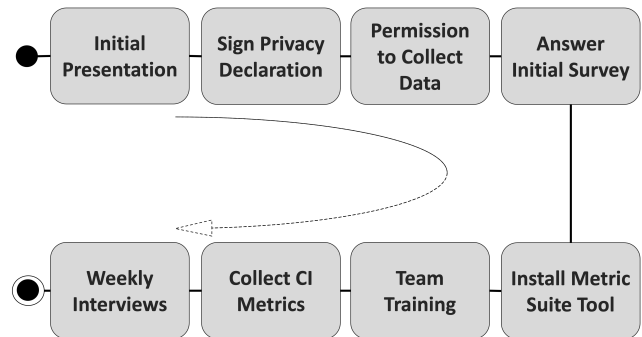 Initial
Presentation
Sign Privacy
Declaration
Permission
to Collect
Data
Answer
Initial Survey
Weekly
Interviews
Collect CI
Metrics
Team
Training
Install Metric
Suite Tool